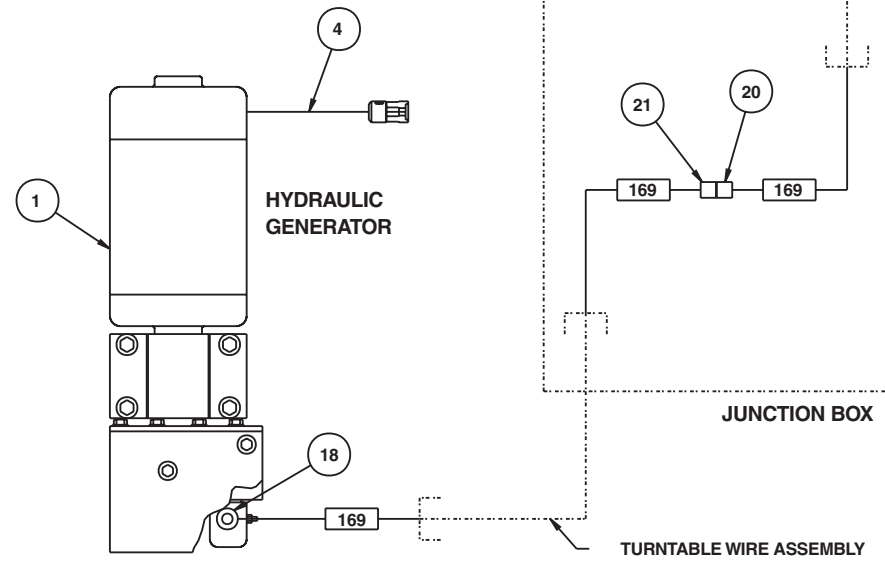 4
21
20
169
169
1
HYDRAULIC
GENERATOR
JUNCTION BOX
18
169
TURNTABLE WIRE ASSEMBLY